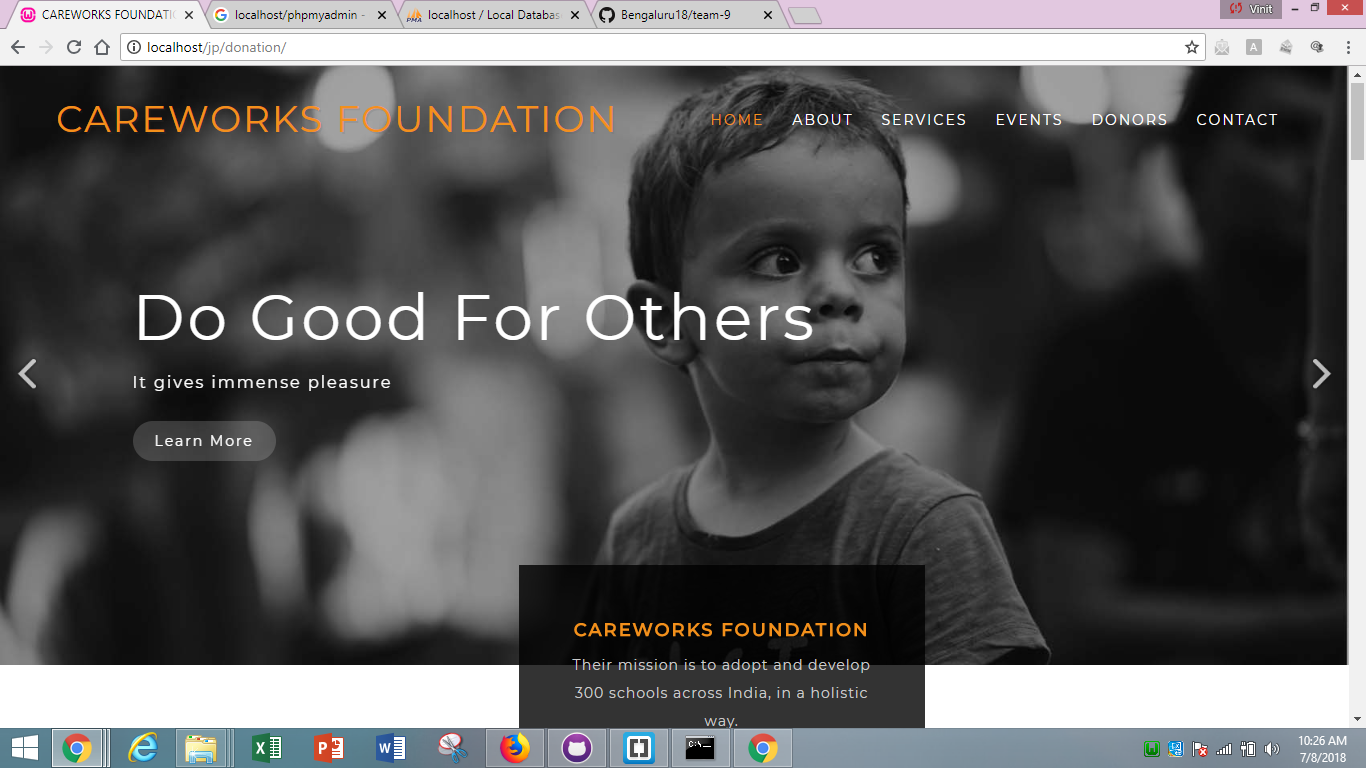 CAREWORKS FOUNDATIO
localhost/phpmyadmin -
localhost / Local Databas
Bengaluru18/team-9
Vinit
localhost/jp/donation/
CAREWORKS FOUNDATION
HOME ABOUT SERVICES EVENTS DONORS CONTACT
Do Good For Others
It gives immense pleasure
Learn More
CAREWORKS FOUNDATION
Their mission is to adopt and develop
300 schools across India, in a holistic
way.
10:26 AM
7/8/2018